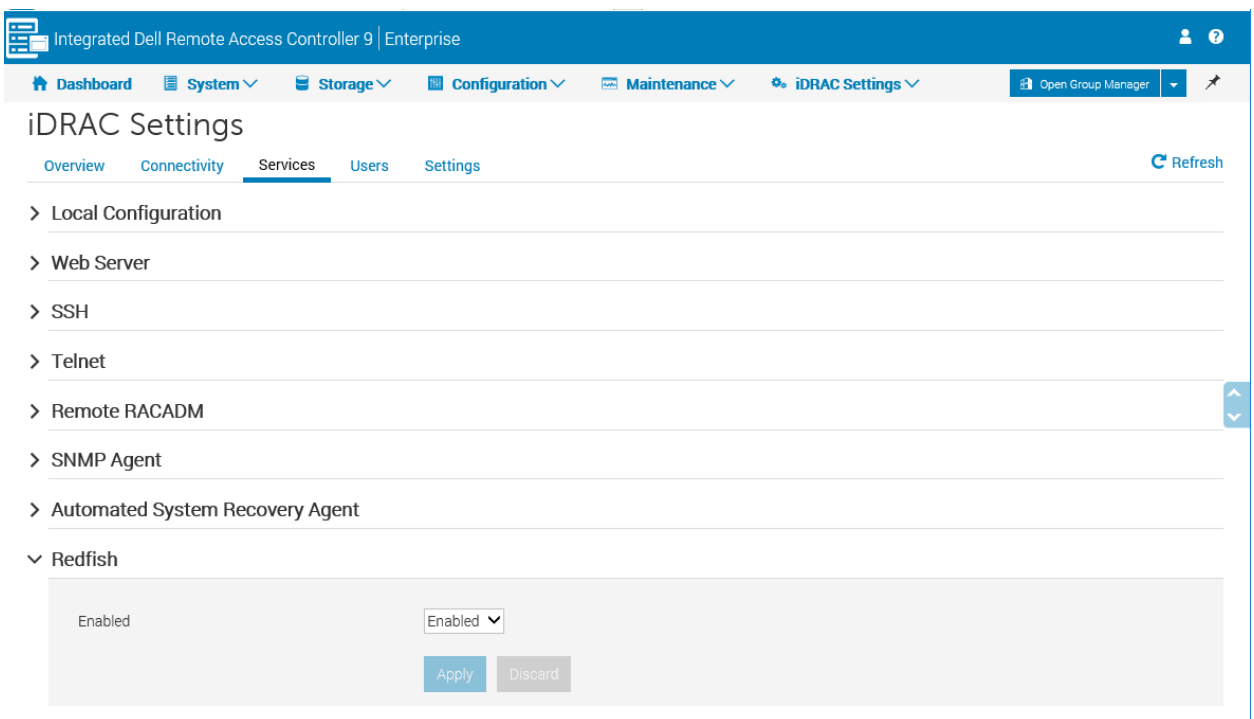 Integrated Dell Remote Access Controller 9 | Enterprise
Dashboard System Storage Configuration Maintenance iDRAC Settings Open Group Manager
iDRAC Settings
Overview Connectivity Services Users Settings Refresh
Local Configuration
Web Server
SSH
Telnet
Remote RACADM
SNMP Agent
Automated System Recovery Agent
Redfish
Enabled Enabled
Apply Discard